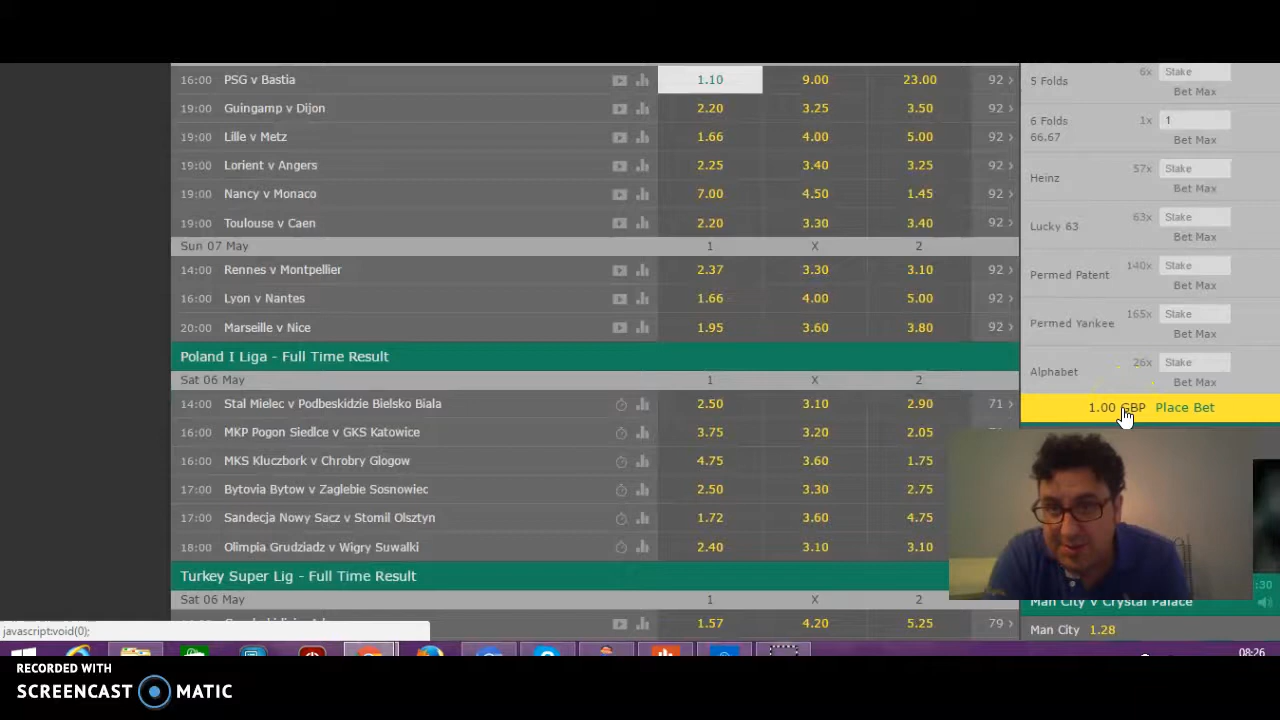 16:00 PSG v Bastia 1.10 9.00 23.00 92 >
19:00 Guingamp v Dijon 2.20 3.25 3.50 92 >
19:00 Lille v Metz 1.66 4.00 5.00 92 >
19:00 Lorient v Angers 2.25 3.40 3.25 92 >
19:00 Nancy v Monaco 7.00 4.50 1.45 92 >
19:00 Toulouse v Caen 2.20 3.30 3.40 92 >
Sun 07 May 1 X 2
14:00 Rennes v Montpellier 2.37 3.30 3.10 92 >
16:00 Lyon v Nantes 1.66 4.00 5.00 92 >
20:00 Marseille v Nice 1.95 3.60 3.80 92 >
Poland I Liga - Full Time Result
Sat 06 May 1 X 2
14:00 Stal Mielec v Podbeskidzie Bielsko Biala 2.50 3.10 2.90 71 >
16:00 MKP Pogon Siedlce v GKS Katowice 3.75 3.20 2.05
16:00 MKS Kluczbork v Chrobry Glogow 4.75 3.60 1.75
17:00 Bytovia Bytow v Zaglebie Sosnowiec 2.50 3.30 2.75
17:00 Sandecja Nowy Sacz v Stomil Olsztyn 1.72 3.60 4.75
18:00 Olimpia Grudziadz v Wigry Suwalki 2.40 3.10 3.10
Turkey Super Lig - Full Time Result
Sat 06 May 1 X 2
1.57 4.20 5.25 79 >
5 Folds 6x Stake
Bet Max
6 Folds 1x 1
66.67 Bet Max
Heinz 57x Stake
Bet Max
Lucky 63 63x Stake
Bet Max
Permed Patent 140x Stake
Bet Max
Permed Yankee 165x Stake
Bet Max
Alphabet 26x Stake
Bet Max
1.00 GBP Place Bet
:30
Man City v Crystal Palace
Man City 1.28
javascript:void(0);
08:26
RECORDED WITH
SCREENCAST MATIC